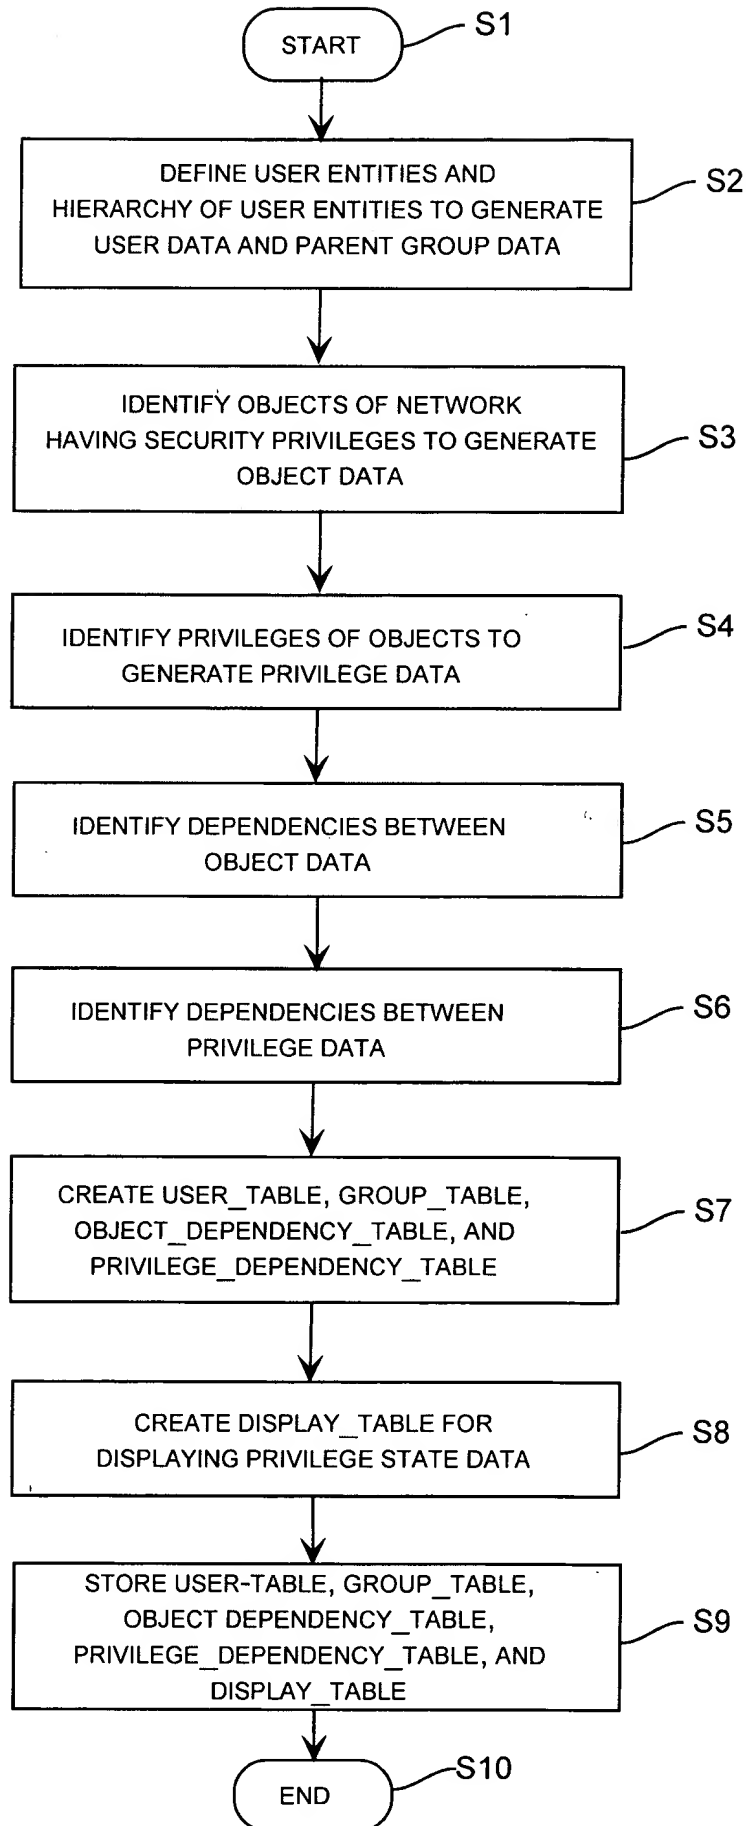 START
S1
DEFINE USER ENTITIES AND
HIERARCHY OF USER ENTITIES TO GENERATE
USER DATA AND PARENT GROUP DATA
S2
IDENTIFY OBJECTS OF NETWORK
HAVING SECURITY PRIVILEGES TO GENERATE
OBJECT DATA
S3
IDENTIFY PRIVILEGES OF OBJECTS TO
GENERATE PRIVILEGE DATA
S4
IDENTIFY DEPENDENCIES BETWEEN
OBJECT DATA
S5
IDENTIFY DEPENDENCIES BETWEEN
PRIVILEGE DATA
S6
CREATE USER_TABLE, GROUP_TABLE,
OBJECT_DEPENDENCY_TABLE, AND
PRIVILEGE_DEPENDENCY_TABLE
S7
CREATE DISPLAY_TABLE FOR
DISPLAYING PRIVILEGE STATE DATA
S8
STORE USER-TABLE, GROUP_TABLE,
OBJECT DEPENDENCY_TABLE,
PRIVILEGE_DEPENDENCY_TABLE, AND
DISPLAY_TABLE
S9
END
S10